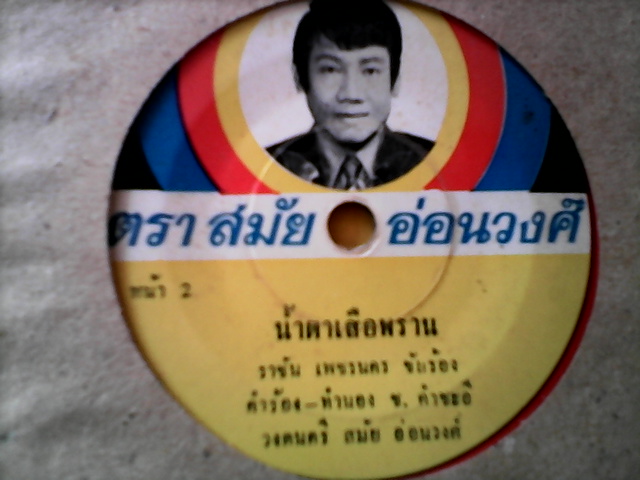 ตรา สมัย อ่อนวงศ์
หน้า 2
น้ำตาเสือพราน
ราชัน เพชรนคร ขับร้อง
คำร้อง-ทำนอง ช. คำชะอี
วงดนตรี สมัย อ่อนวงศ์